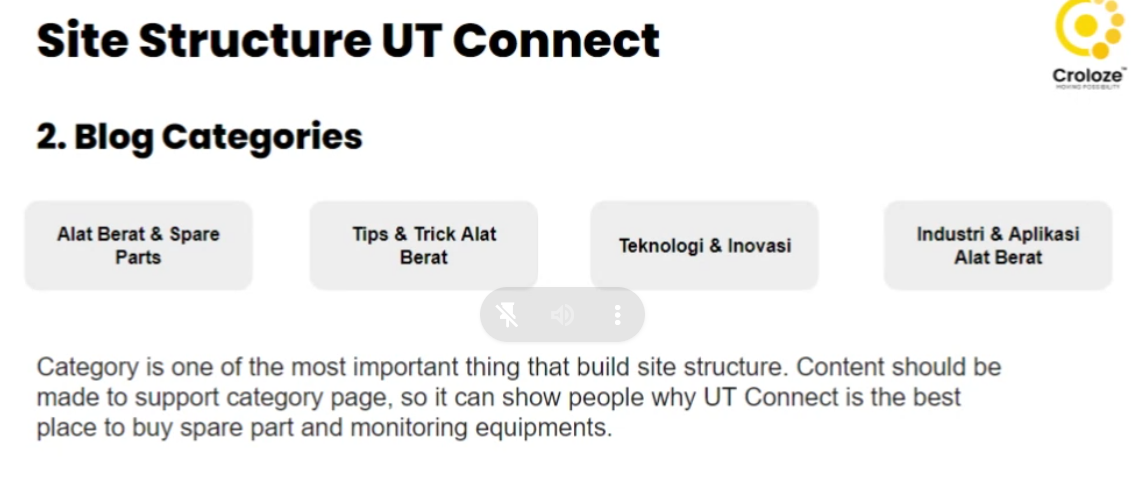 Site Structure UT Connect
Croloze™
MOVING POSSIBILITY
2. Blog Categories
Alat Berat & Spare
Parts
Tips & Trick Alat
Berat
Teknologi & Inovasi
Industri & Aplikasi
Alat Berat
Category is one of the most important thing that build site structure. Content should be
made to support category page, so it can show people why UT Connect is the best
place to buy spare part and monitoring equipments.